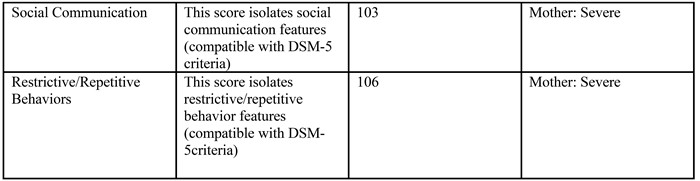 Social Communication
This score isolates social
communication features
(compatible with DSM-5
criteria)
103
Mother: Severe
Restrictive/Repetitive
Behaviors
This score isolates
restrictive/repetitive
behavior features
(compatible with DSM-
5criteria)
106
Mother: Severe